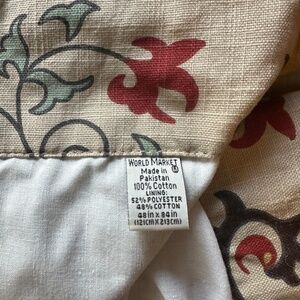 WORLD MARKET
Made in
Pakistan
100% Cotton
LINING:
52% POLYESTER
48% COTTON
48in X 84in
(121CM X 213CM)